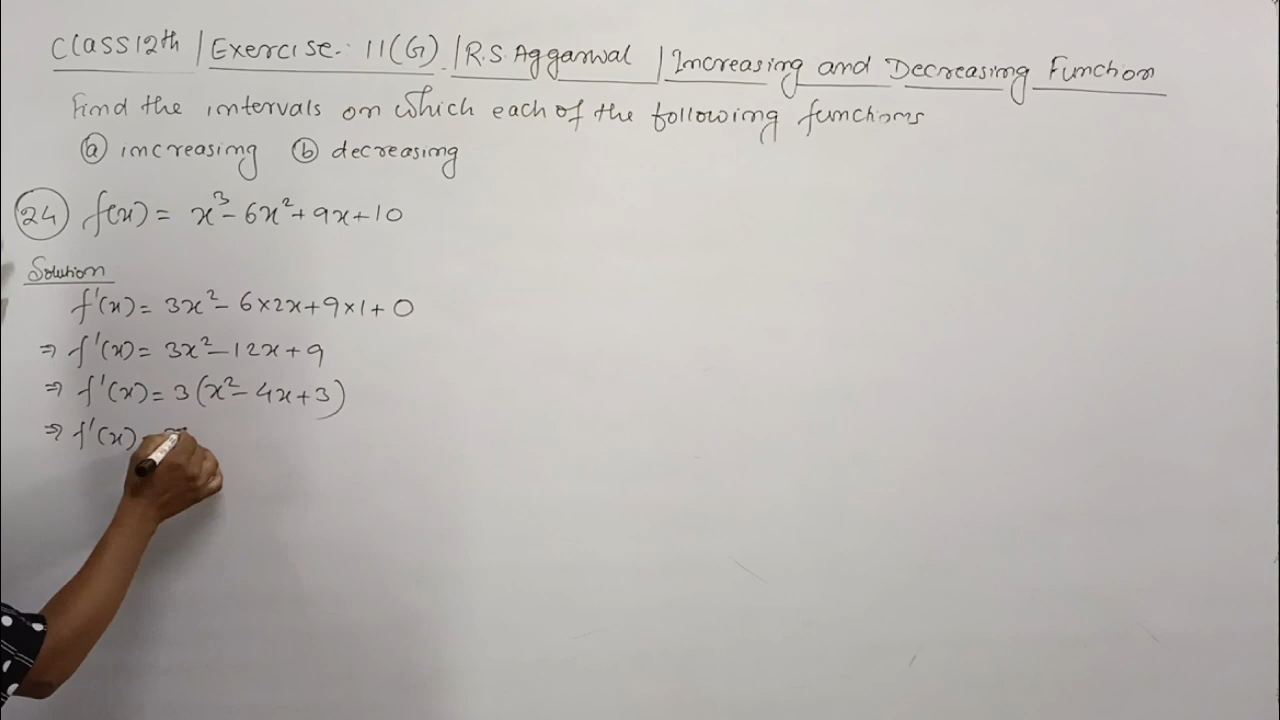 Class 12th | Exercise:- 11(G) | R.S. Aggarwal | Increasing and Decreasing Function
Find the intervals on which each of the following functions
(a) increasing (b) decreasing
(24) f(x) = x³ - 6x² + 9x + 10
Solution
f'(x) = 3x² - 6×2x + 9×1 + 0
⇒ f'(x) = 3x² - 12x + 9
⇒ f'(x) = 3(x² - 4x + 3)
⇒ f'(x)